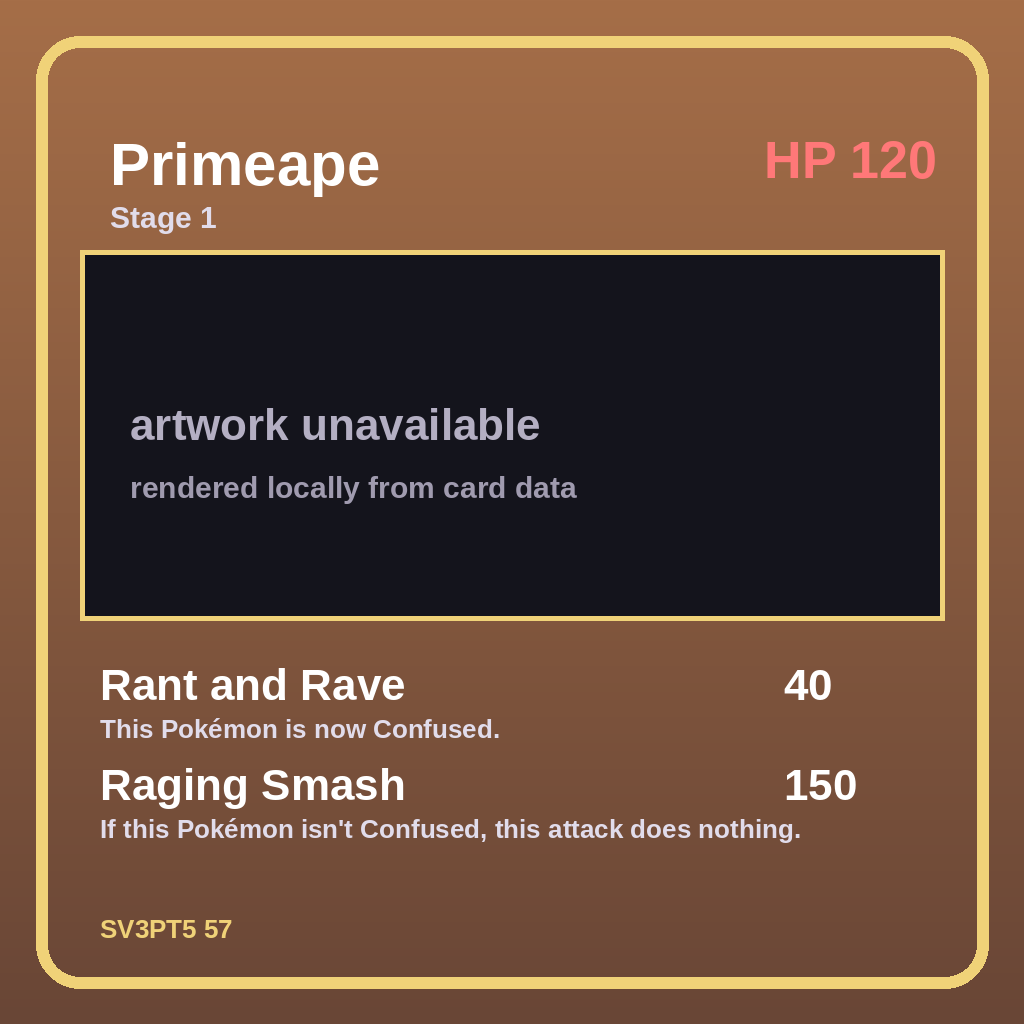 Primeape
HP 120
Stage 1
artwork unavailable
rendered locally from card data
Rant and Rave
40
This Pokémon is now Confused.
Raging Smash
150
If this Pokémon isn't Confused, this attack does nothing.
SV3PT5 57